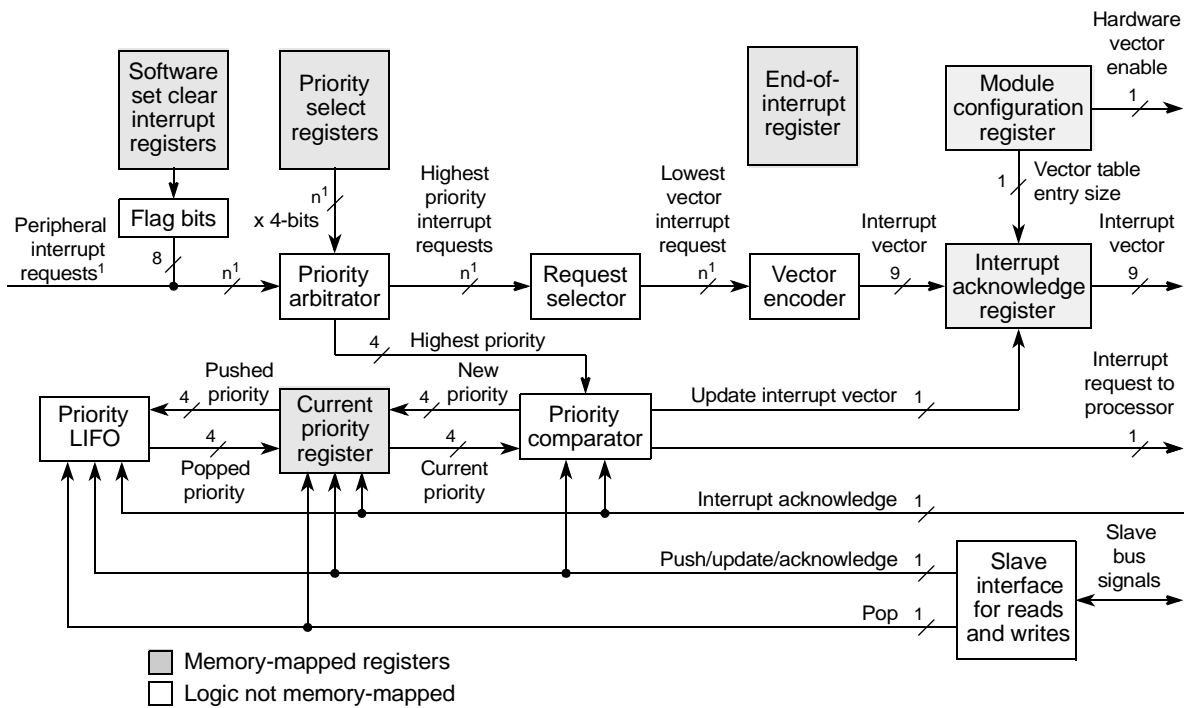 Software
set clear
interrupt
registers
Priority
select
registers
End-of-
interrupt
register
Module
configuration
register
Hardware
vector
enable
1
Flag bits
8
Peripheral
interrupt
requests¹
n¹
n¹
x 4-bits
Priority
arbitrator
Highest
priority
interrupt
requests
n¹
Request
selector
Lowest
vector
interrupt
request
n¹
Vector
encoder
Interrupt
vector
9
1
Vector table
entry size
Interrupt
acknowledge
register
Interrupt
vector
9
4
Highest priority
Priority
LIFO
Pushed
priority
4
4
Popped
priority
Current
priority
register
New
priority
4
4
Current
priority
Priority
comparator
Update interrupt vector
1
Interrupt
request to
processor
1
Interrupt acknowledge
1
Push/update/acknowledge
1
Pop
1
Slave
interface
for reads
and writes
Slave
bus
signals
Memory-mapped registers
Logic not memory-mapped